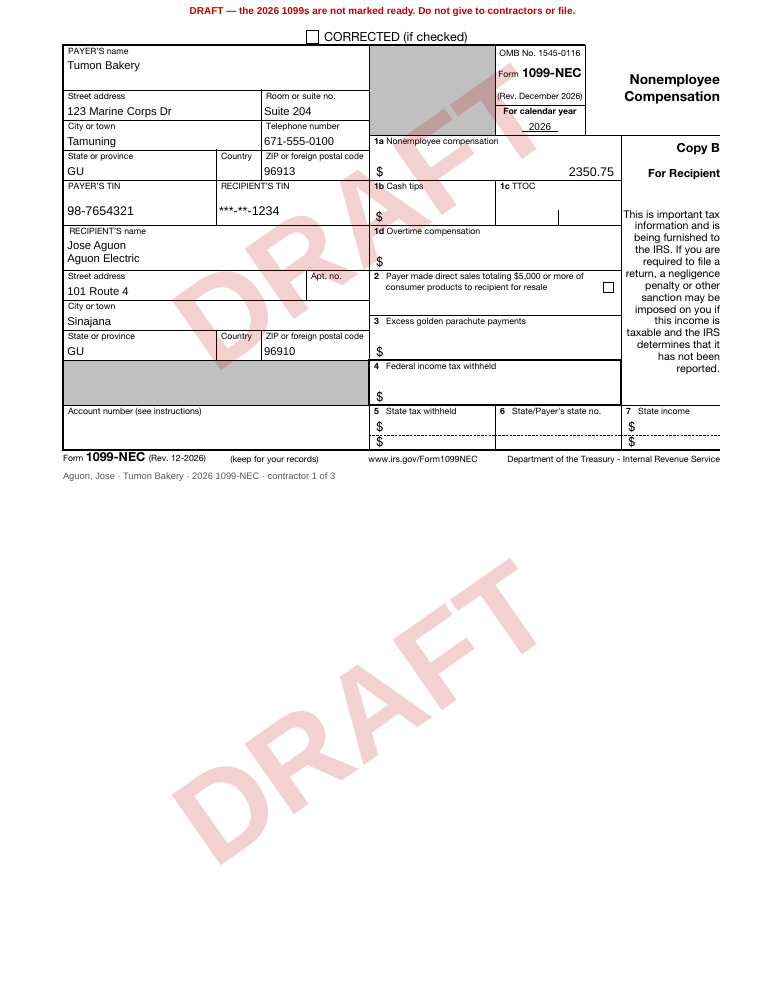 DRAFT — the 2026 1099s are not marked ready. Do not give to contractors or file.
CORRECTED (if checked)
PAYER'S name
Tumon Bakery
Street address
Room or suite no.
123 Marine Corps Dr
Suite 204
City or town
Telephone number
Tamuning
671-555-0100
State or province
Country
ZIP or foreign postal code
GU
96913
PAYER'S TIN
RECIPIENT'S TIN
98-7654321
***-**-1234
RECIPIENT'S name
Jose Aguon
Aguon Electric
Street address
Apt. no.
101 Route 4
City or town
Sinajana
State or province
Country
ZIP or foreign postal code
GU
96910
Account number (see instructions)
OMB No. 1545-0116
Form 1099-NEC
(Rev. December 2026)
For calendar year
2026
Nonemployee
Compensation
1a Nonemployee compensation
$ 2350.75
1b Cash tips
$
1c TTOC
1d Overtime compensation
$
2 Payer made direct sales totaling $5,000 or more of
consumer products to recipient for resale
3 Excess golden parachute payments
$
4 Federal income tax withheld
$
5 State tax withheld
$
$
6 State/Payer's state no.
7 State income
$
$
Copy B
For Recipient
This is important tax
information and is
being furnished to
the IRS. If you are
required to file a
return, a negligence
penalty or other
sanction may be
imposed on you if
this income is
taxable and the IRS
determines that it
has not been
reported.
Form 1099-NEC (Rev. 12-2026)
(keep for your records)
www.irs.gov/Form1099NEC
Department of the Treasury - Internal Revenue Service
Aguon, Jose · Tumon Bakery · 2026 1099-NEC · contractor 1 of 3
DRAFT
DRAFT